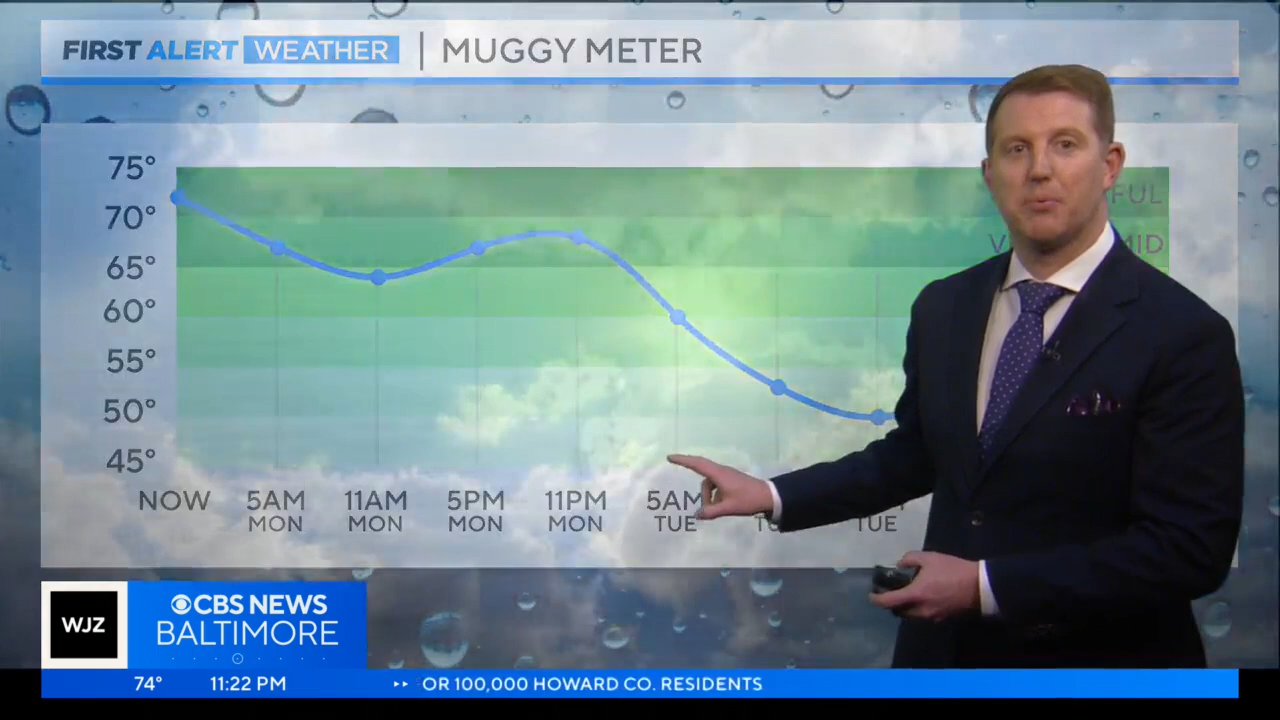 FIRST ALERT WEATHER | MUGGY METER
75°
70°
65°
60°
55°
50°
45°
NOW 5AM 11AM 5PM 11PM 5AM
MON MON MON MON TUE TUE
WJZ
CBS NEWS
BALTIMORE
74° 11:22 PM OR 100,000 HOWARD CO. RESIDENTS